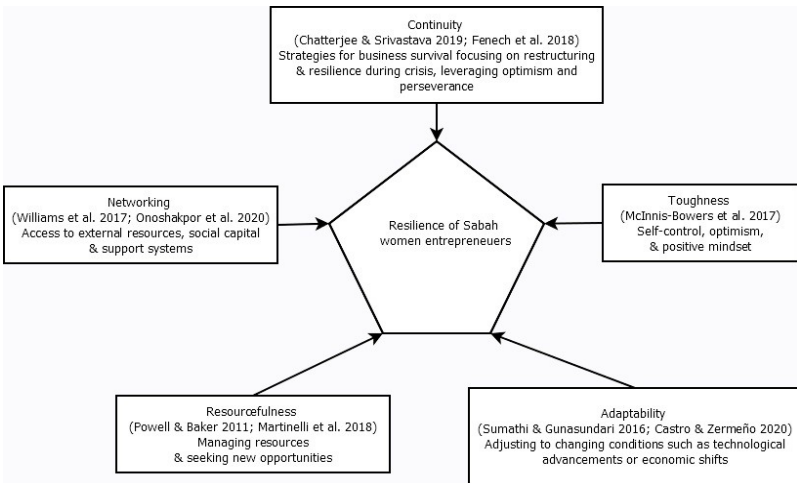 Continuity
(Chatterjee & Srivastava 2019; Fenech et al. 2018)
Strategies for business survival focusing on restructuring
& resilience during crisis, leveraging optimism and
perseverance
Networking
(Williams et al. 2017; Onoshakpor et al. 2020)
Access to external resources, social capital
& support systems
Resilience of Sabah
women entrepreneuers
Toughness
(McInnis-Bowers et al. 2017)
Self-control, optimism,
& positive mindset
Resourcefulness
(Powell & Baker 2011; Martinelli et al. 2018)
Managing resources
& seeking new opportunities
Adaptability
(Sumathi & Gunasundari 2016; Castro & Zermeño 2020)
Adjusting to changing conditions such as technological
advancements or economic shifts